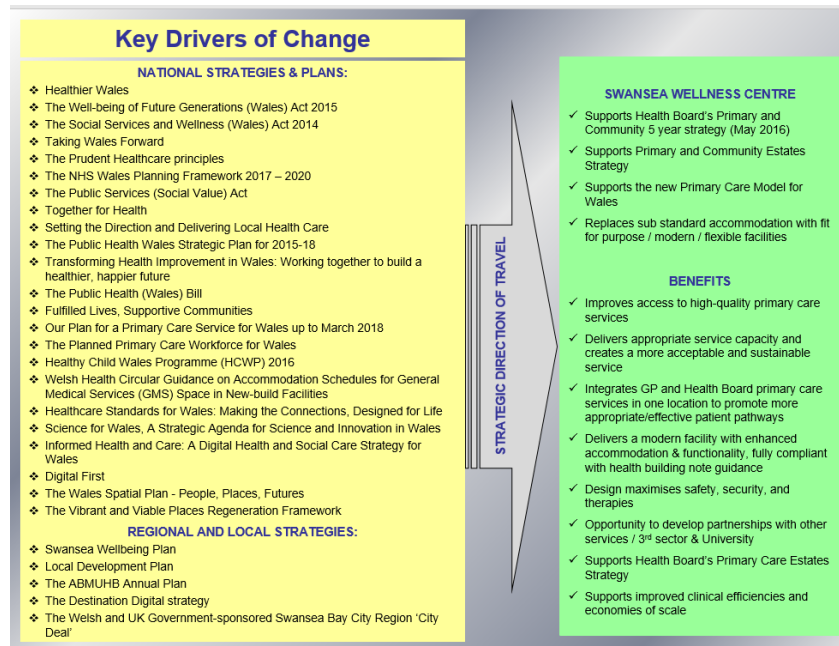 Key Drivers of Change
NATIONAL STRATEGIES & PLANS:
❖ Healthier Wales
❖ The Well-being of Future Generations (Wales) Act 2015
❖ The Social Services and Wellness (Wales) Act 2014
❖ Taking Wales Forward
❖ The Prudent Healthcare principles
❖ The NHS Wales Planning Framework 2017 – 2020
❖ The Public Services (Social Value) Act
❖ Together for Health
❖ Setting the Direction and Delivering Local Health Care
❖ The Public Health Wales Strategic Plan for 2015-18
❖ Transforming Health Improvement in Wales: Working together to build a
healthier, happier future
❖ The Public Health (Wales) Bill
❖ Fulfilled Lives, Supportive Communities
❖ Our Plan for a Primary Care Service for Wales up to March 2018
❖ The Planned Primary Care Workforce for Wales
❖ Healthy Child Wales Programme (HCWP) 2016
❖ Welsh Health Circular Guidance on Accommodation Schedules for General
Medical Services (GMS) Space in New-build Facilities
❖ Healthcare Standards for Wales: Making the Connections, Designed for Life
❖ Science for Wales, A Strategic Agenda for Science and Innovation in Wales
❖ Informed Health and Care: A Digital Health and Social Care Strategy for
Wales
❖ Digital First
❖ The Wales Spatial Plan - People, Places, Futures
❖ The Vibrant and Viable Places Regeneration Framework
REGIONAL AND LOCAL STRATEGIES:
❖ Swansea Wellbeing Plan
❖ Local Development Plan
❖ The ABMUHB Annual Plan
❖ The Destination Digital strategy
❖ The Welsh and UK Government-sponsored Swansea Bay City Region ‘City
Deal’
STRATEGIC DIRECTION OF TRAVEL
SWANSEA WELLNESS CENTRE
✓ Supports Health Board’s Primary and
Community 5 year strategy (May 2016)
✓ Supports Primary and Community Estates
Strategy
✓ Supports the new Primary Care Model for
Wales
✓ Replaces sub standard accommodation with fit
for purpose / modern / flexible facilities
BENEFITS
✓ Improves access to high-quality primary care
services
✓ Delivers appropriate service capacity and
creates a more acceptable and sustainable
service
✓ Integrates GP and Health Board primary care
services in one location to promote more
appropriate/effective patient pathways
✓ Delivers a modern facility with enhanced
accommodation & functionality, fully compliant
with health building note guidance
✓ Design maximises safety, security, and
therapies
✓ Opportunity to develop partnerships with other
services / 3rd sector & University
✓ Supports Health Board’s Primary Care Estates
Strategy
✓ Supports improved clinical efficiencies and
economies of scale